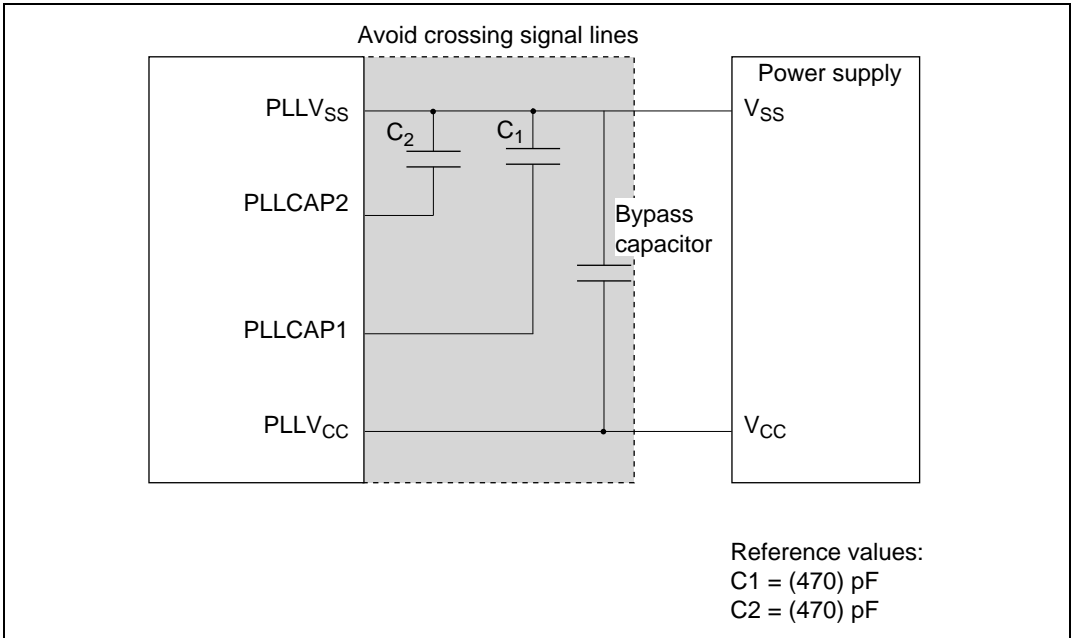 Avoid crossing signal lines
Power supply
PLLVSS
VSS
C2
C1
PLLCAP2
Bypass
capacitor
PLLCAP1
PLLVCC
VCC
Reference values:
C1 = (470) pF
C2 = (470) pF